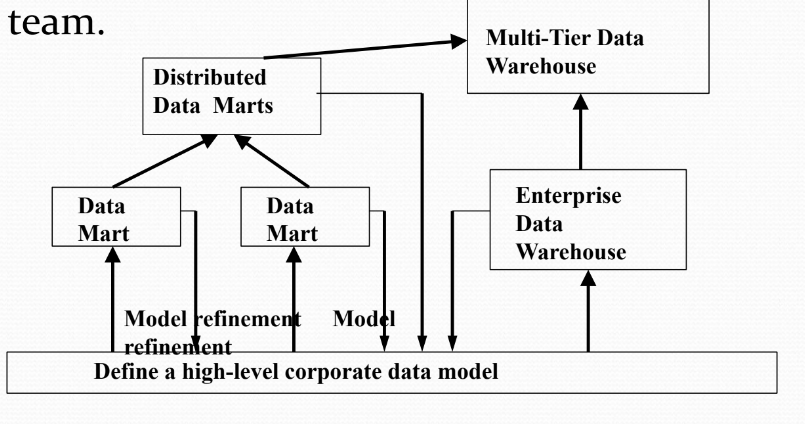 team.
Multi-Tier Data
Warehouse
Distributed
Data Marts
Data
Mart
Data
Mart
Enterprise
Data
Warehouse
Model refinement Model
refinement
Define a high-level corporate data model